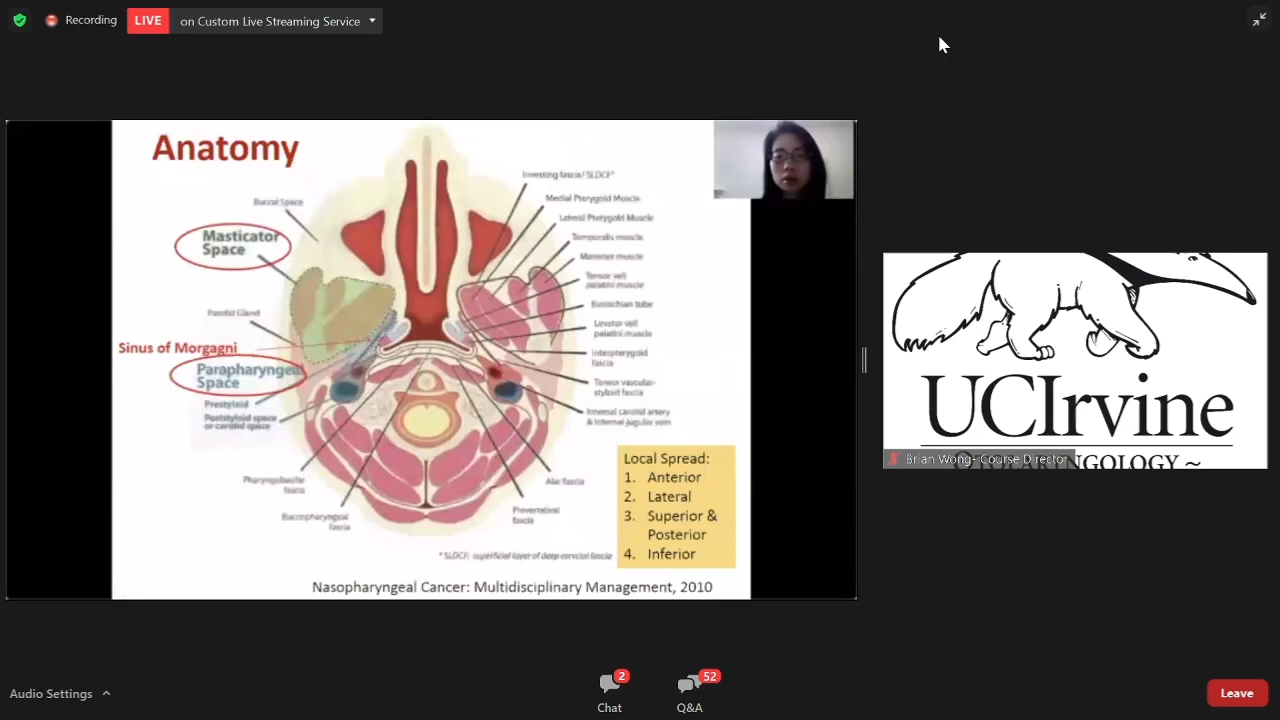 Recording
LIVE
on Custom Live Streaming Service
Anatomy
Investing fascia/ SLDCF*
Medial Pterygoid Muscle
Buccal Space
Lateral Pterygoid Muscle
Masticator
Space
Temporalis muscle
Masseter muscle
Tensor veli
palatini muscle
Eustachian tube
Parotid Gland
Levator veli
palatini muscle
Sinus of Morgagni
Interpterygoid
fascia
Parapharyngeal
Space
Tensor vascular-
styloid fascia
Prestyloid
Poststyloid space
or carotid space
Internal carotid artery
& Internal jugular vein
Pharyngobasilar
fascia
Alar fascia
Buccopharyngeal
fascia
Prevertebral
fascia
Local Spread:
1. Anterior
2. Lateral
3. Superior &
Posterior
4. Inferior
* SLDCF: superficial layer of deep cervical fascia
Nasopharyngeal Cancer: Multidisciplinary Management, 2010
UCIrvine
Brian Wong- Course Director
Audio Settings
2
Chat
52
Q&A
Leave